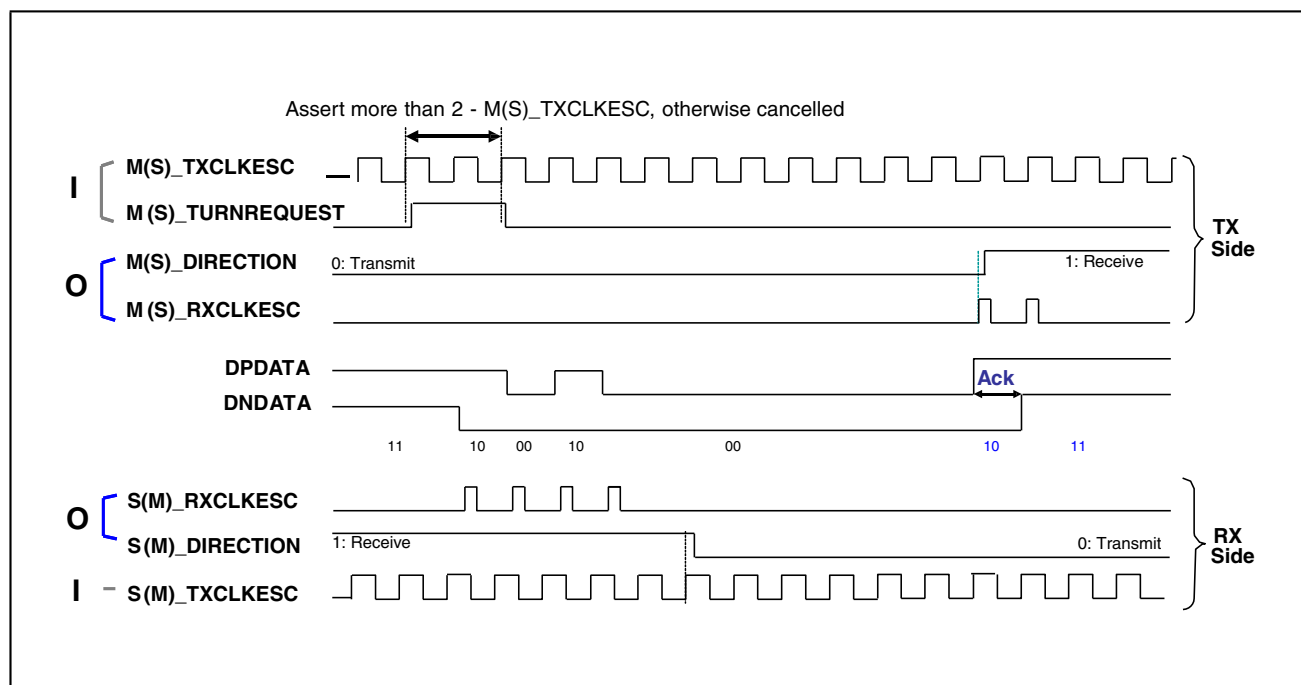 Assert more than 2 - M(S)_TXCLKESC, otherwise cancelled
I
M(S)_TXCLKESC
M(S)_TURNREQUEST
O
M(S)_DIRECTION
0: Transmit
1: Receive
M(S)_RXCLKESC
TX
Side
DPDATA
Ack
DNDATA
11 10 00 10 00 10 11
O
S(M)_RXCLKESC
S(M)_DIRECTION
1: Receive
0: Transmit
I
S(M)_TXCLKESC
RX
Side